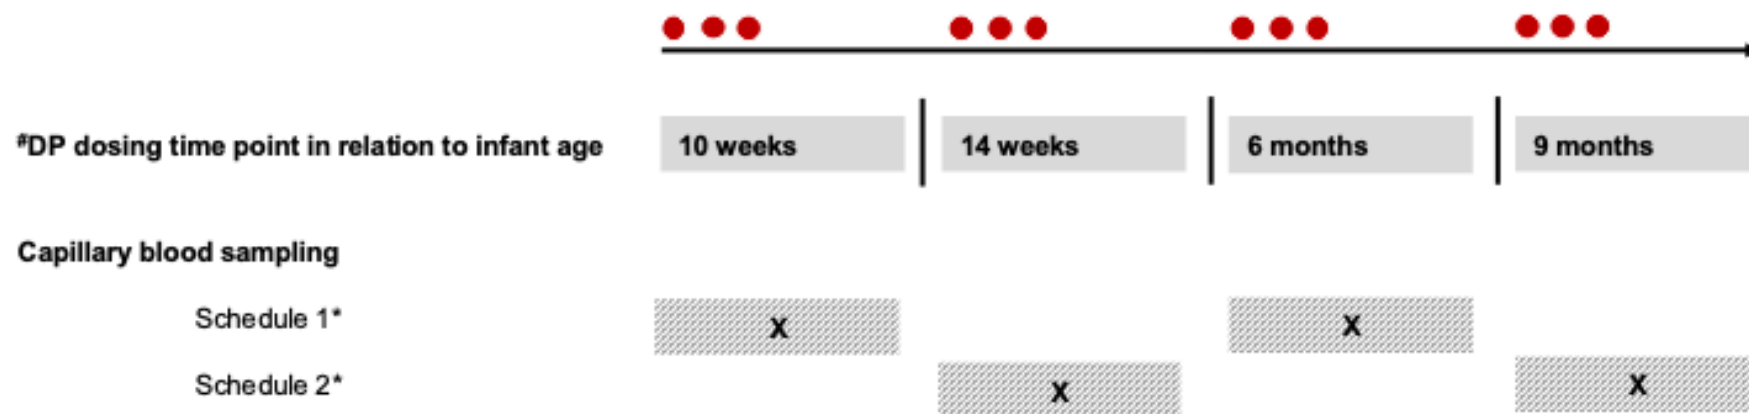 #DP dosing time point in relation to infant age 10 weeks 14 weeks 6 months 9 months
Capillary blood sampling
Schedule 1* X X
Schedule 2* X X